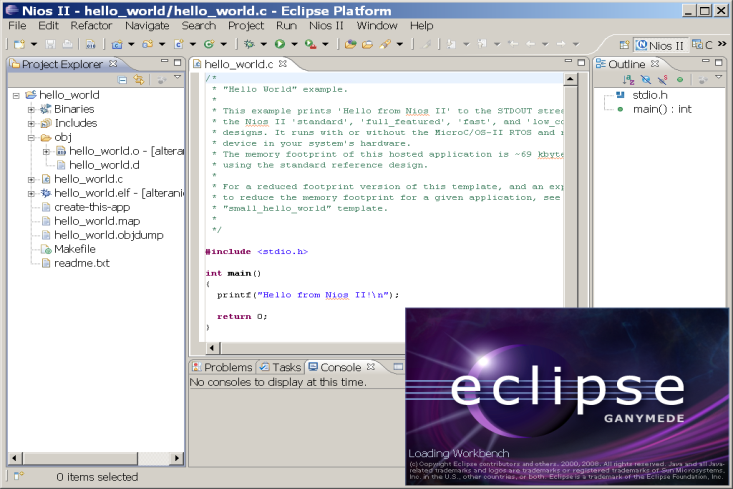 Nios II - hello_world/hello_world.c - Eclipse Platform
File Edit Refactor Navigate Search Project Run Nios II Window Help
Nios II C
Project Explorer
hello_world
Binaries
Includes
obj
hello_world.o - [alterani
hello_world.d
hello_world.c
hello_world.elf - [alterani
create-this-app
hello_world.map
hello_world.objdump
Makefile
readme.txt
hello_world.c
/*
* "Hello World" example.
*
* This example prints 'Hello from Nios II' to the STDOUT stre
the Nios II 'standard', 'full_featured', 'fast', and 'low_co
designs. It runs with or without the MicroC/OS-II RTOS and
device in your system's hardware.
* The memory footprint of this hosted application is ~69 kbyte
* using the standard reference design.
*
* For a reduced footprint version of this template, and an exp
* to reduce the memory footprint for a given application, see
* "small_hello_world" template.
*
*/
#include <stdio.h>
int main()
{
printf("Hello from Nios II!\n");
return 0;
}
Outline
stdio.h
main() : int
Problems Tasks Console
No consoles to display at this time.
eclipse
GANYMEDE
Loading Workbench
(c) Copyright Eclipse contributors and others. 2000, 2008. All rights reserved. Java and all Java-
related trademarks and logos are trademarks or registered trademarks of Sun Microsystems,
Inc. in the U.S., other countries, or both. Eclipse is a trademark of the Eclipse Foundation, Inc.
0 items selected